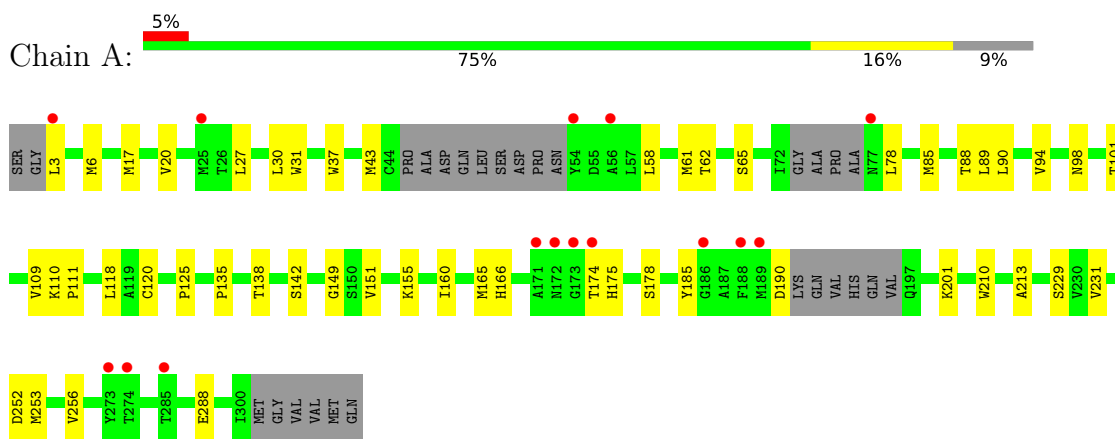 5%
Chain A:
75% 16% 9%
SER GLY L3 M6 M17 V20 M25 T26 L27 L30 W31 W37 M43 C44 PRO ALA ASP GLN LEU SER ASP PRO ASN Y54 D55 A56 L57 L58 M61 T62 S65 I72 GLY ALA PRO ALA N77 L78 M85 T88 L89 L90 V94 N98 T101
V109 K110 P111 L118 A119 C120 P125 P135 T138 S142 G149 S150 V151 K155 I160 M165 H166 A171 N172 G173 T174 H175 S178 Y185 G186 A187 F188 M189 D190 LYS GLN VAL HIS GLN VAL Q197 K201 W210 A213 S229 V230 V231
D252 M253 V256 Y273 T274 T285 E288 I300 MET GLY VAL VAL MET GLN